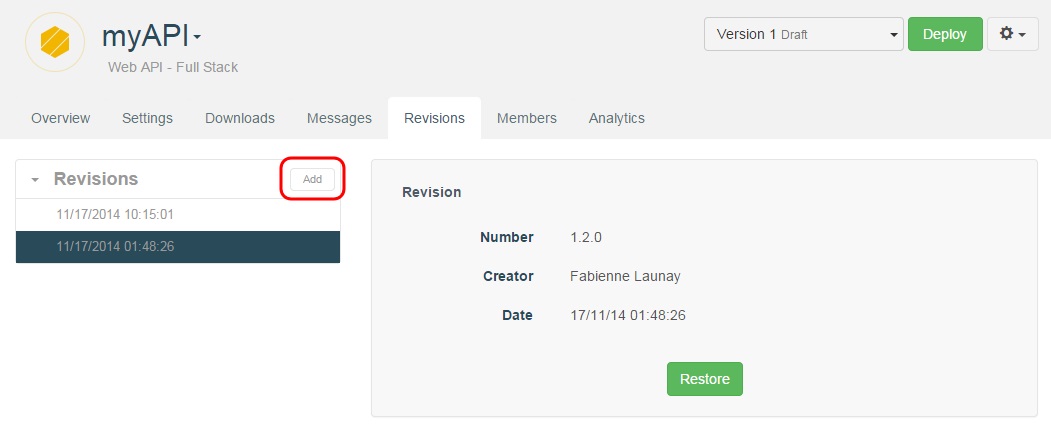 myAPI
Web API - Full Stack
Version 1 Draft
Deploy
Overview Settings Downloads Messages Revisions Members Analytics
Revisions Add
11/17/2014 10:15:01
11/17/2014 01:48:26
Revision
Number 1.2.0
Creator Fabienne Launay
Date 17/11/14 01:48:26
Restore